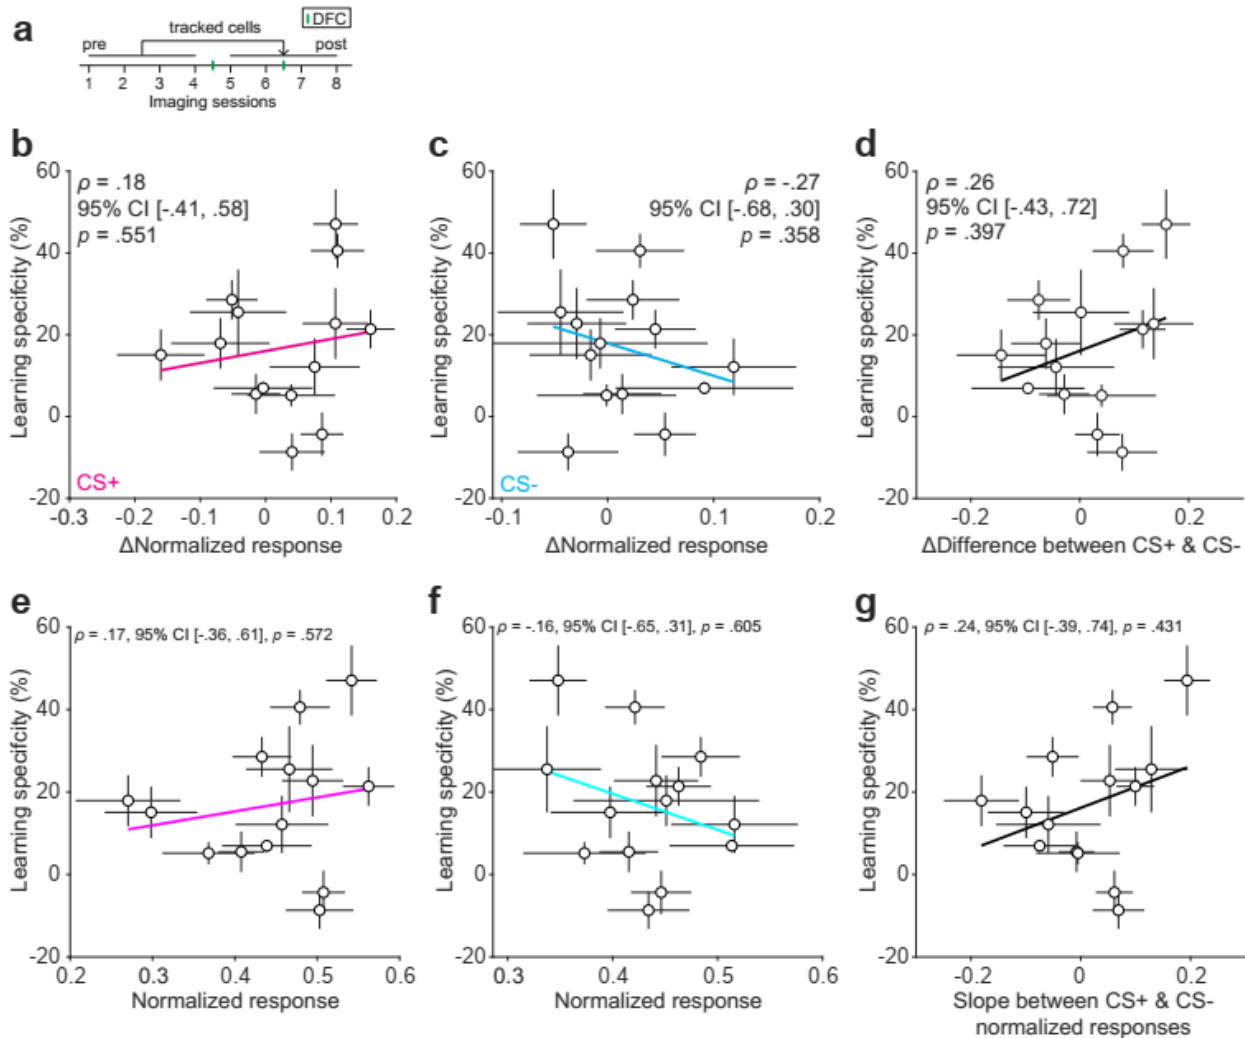 a
DFC
tracked cells
pre
post
1 2 3 4 5 6 7 8
Imaging sessions
b
ρ = .18
95% CI [-.41, .58]
p = .551
60
40
20
0
-20
Learning specifcity (%)
CS+
-0.3 -0.2 -0.1 0 0.1 0.2
ΔNormalized response
c
ρ = -.27
95% CI [-.68, .30]
p = .358
60
40
20
0
-20
Learning specifcity (%)
CS-
-0.1 0 0.1 0.2
ΔNormalized response
d
ρ = .26
95% CI [-.43, .72]
p = .397
60
40
20
0
-20
Learning specifcity (%)
-0.2 0 0.2
ΔDifference between CS+ & CS-
e
ρ = .17, 95% CI [-.36, .61], p = .572
60
40
20
0
-20
Learning specifcity (%)
0.2 0.3 0.4 0.5 0.6
Normalized response
f
ρ = -.16, 95% CI [-.65, .31], p = .605
60
40
20
0
-20
Learning specifcity (%)
0.3 0.4 0.5 0.6
Normalized response
g
ρ = .24, 95% CI [-.39, .74], p = .431
60
40
20
0
-20
Learning specifcity (%)
-0.2 0 0.2
Slope between CS+ & CS-
normalized responses